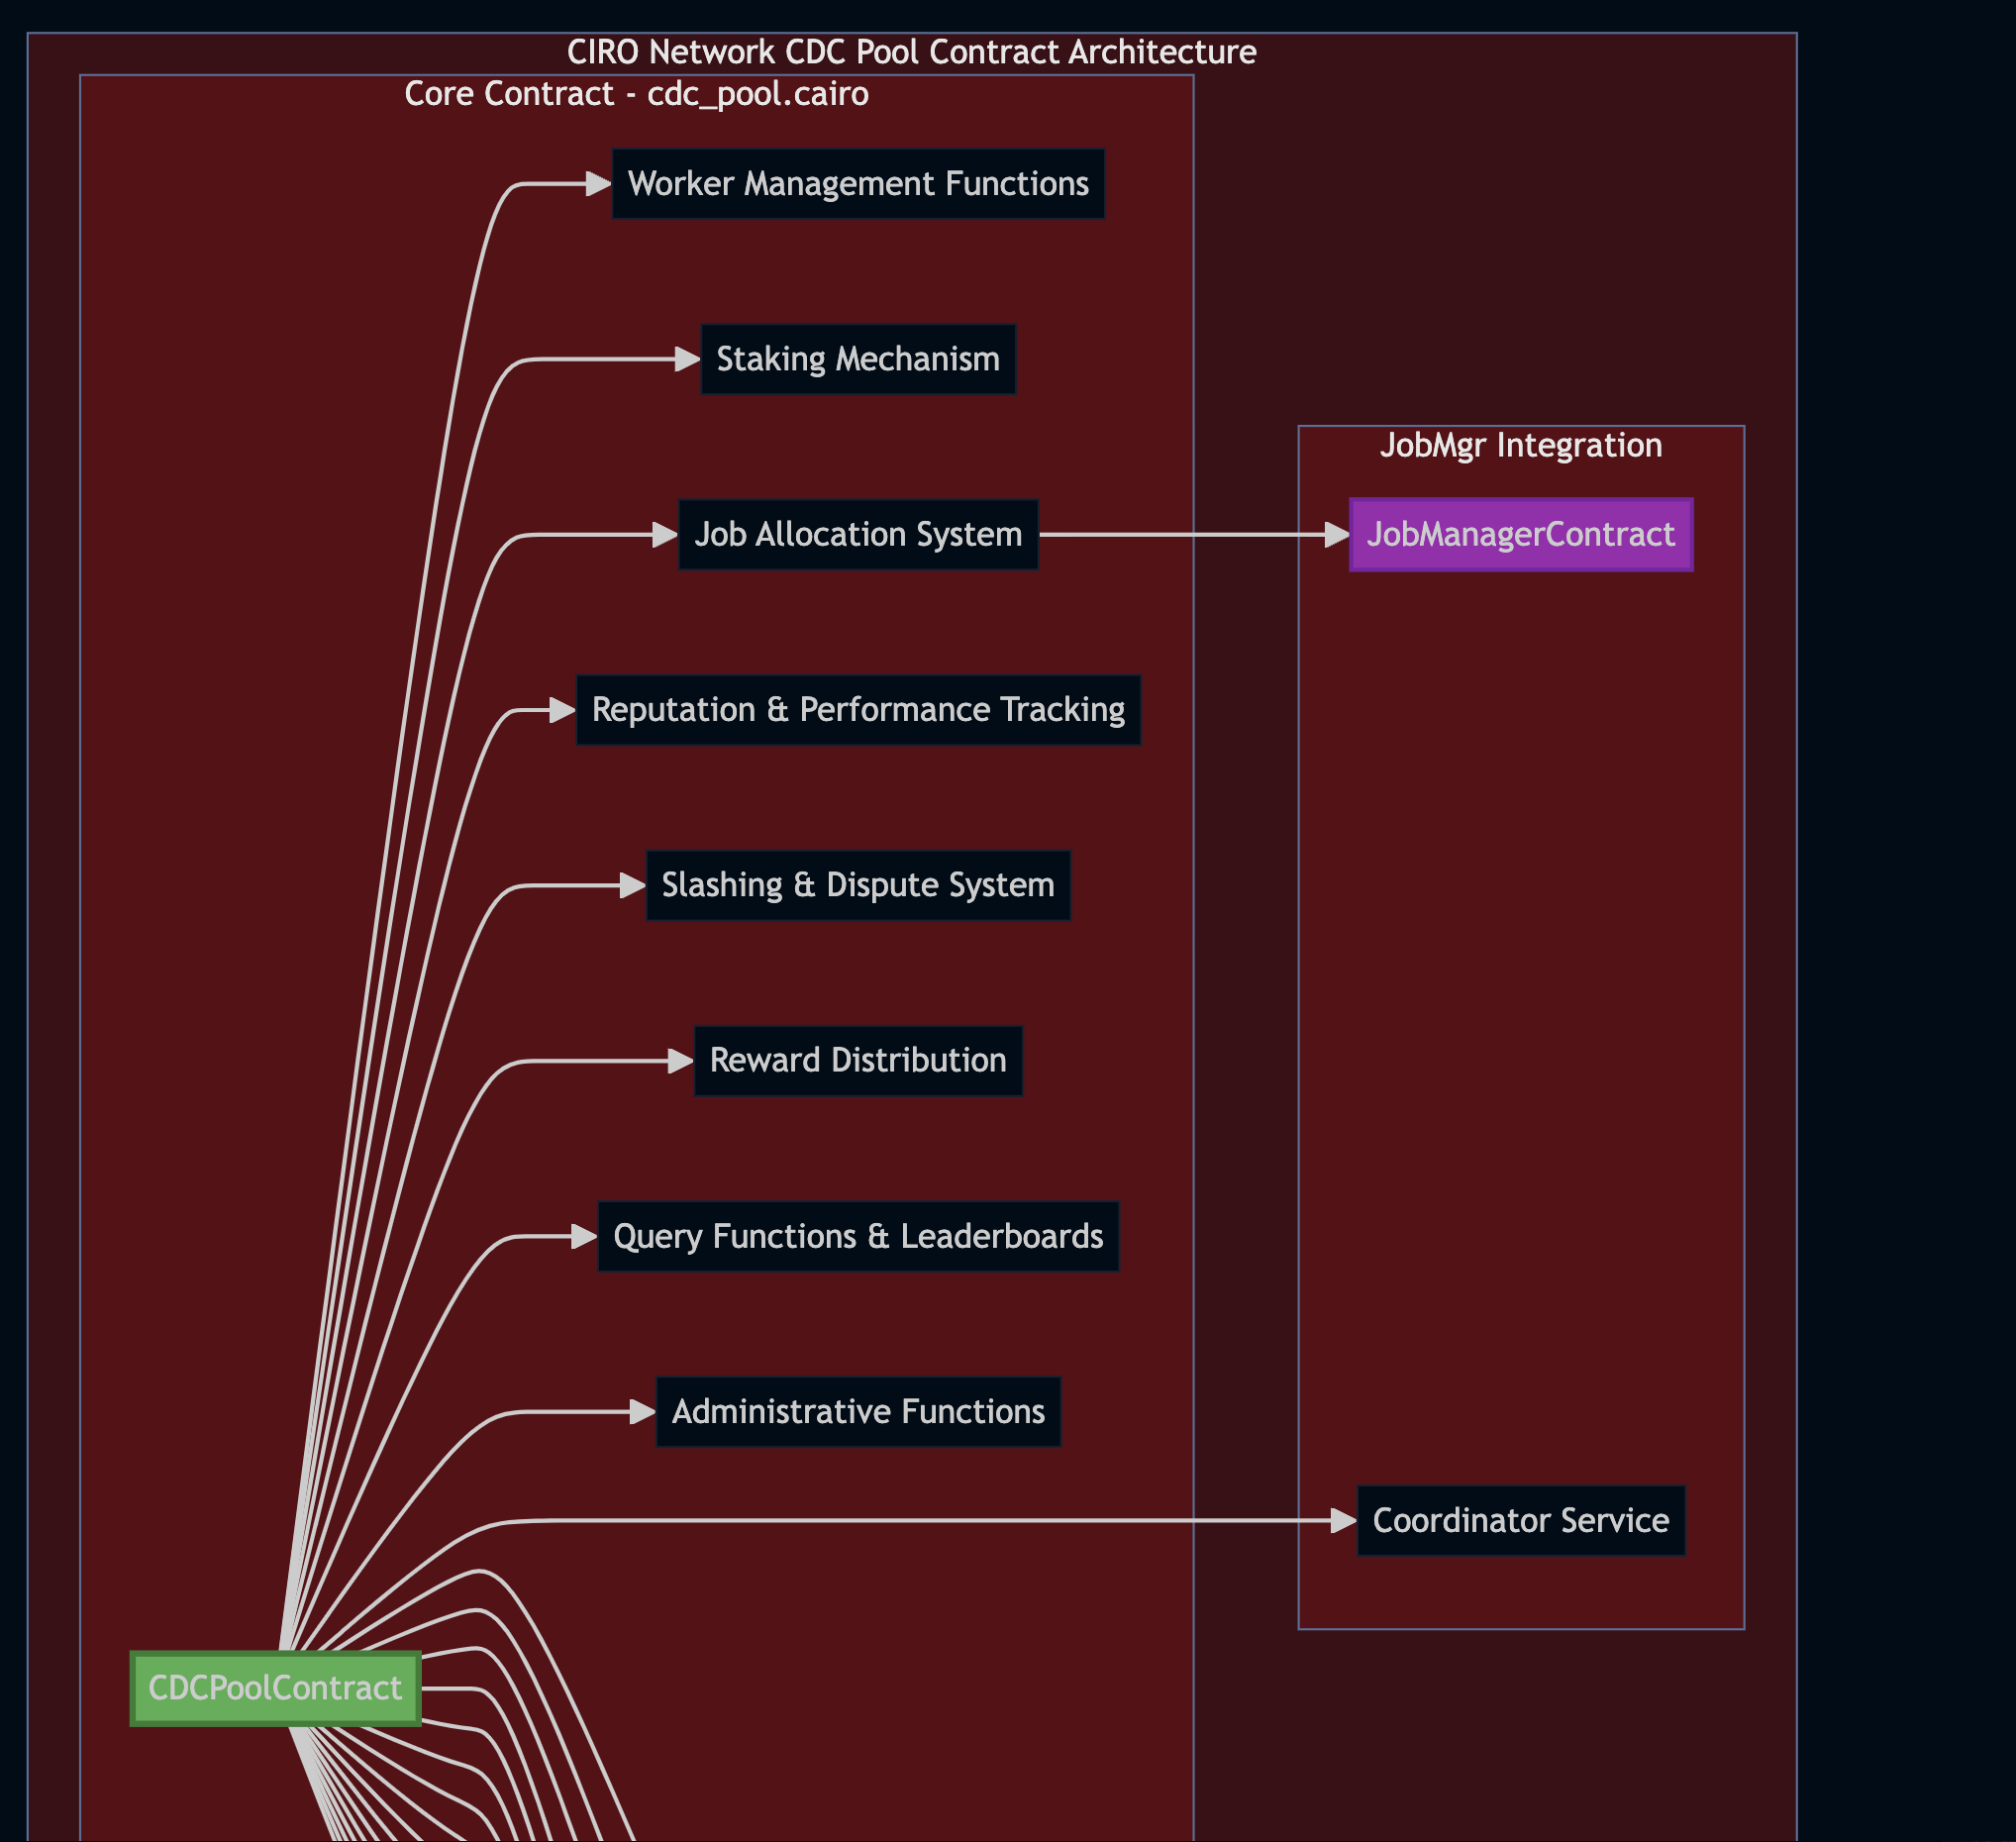 CIRO Network CDC Pool Contract Architecture
Core Contract - cdc_pool.cairo
Worker Management Functions
Staking Mechanism
JobMgr Integration
Job Allocation System
JobManagerContract
Reputation & Performance Tracking
Slashing & Dispute System
Reward Distribution
Query Functions & Leaderboards
Administrative Functions
Coordinator Service
CDCPoolContract